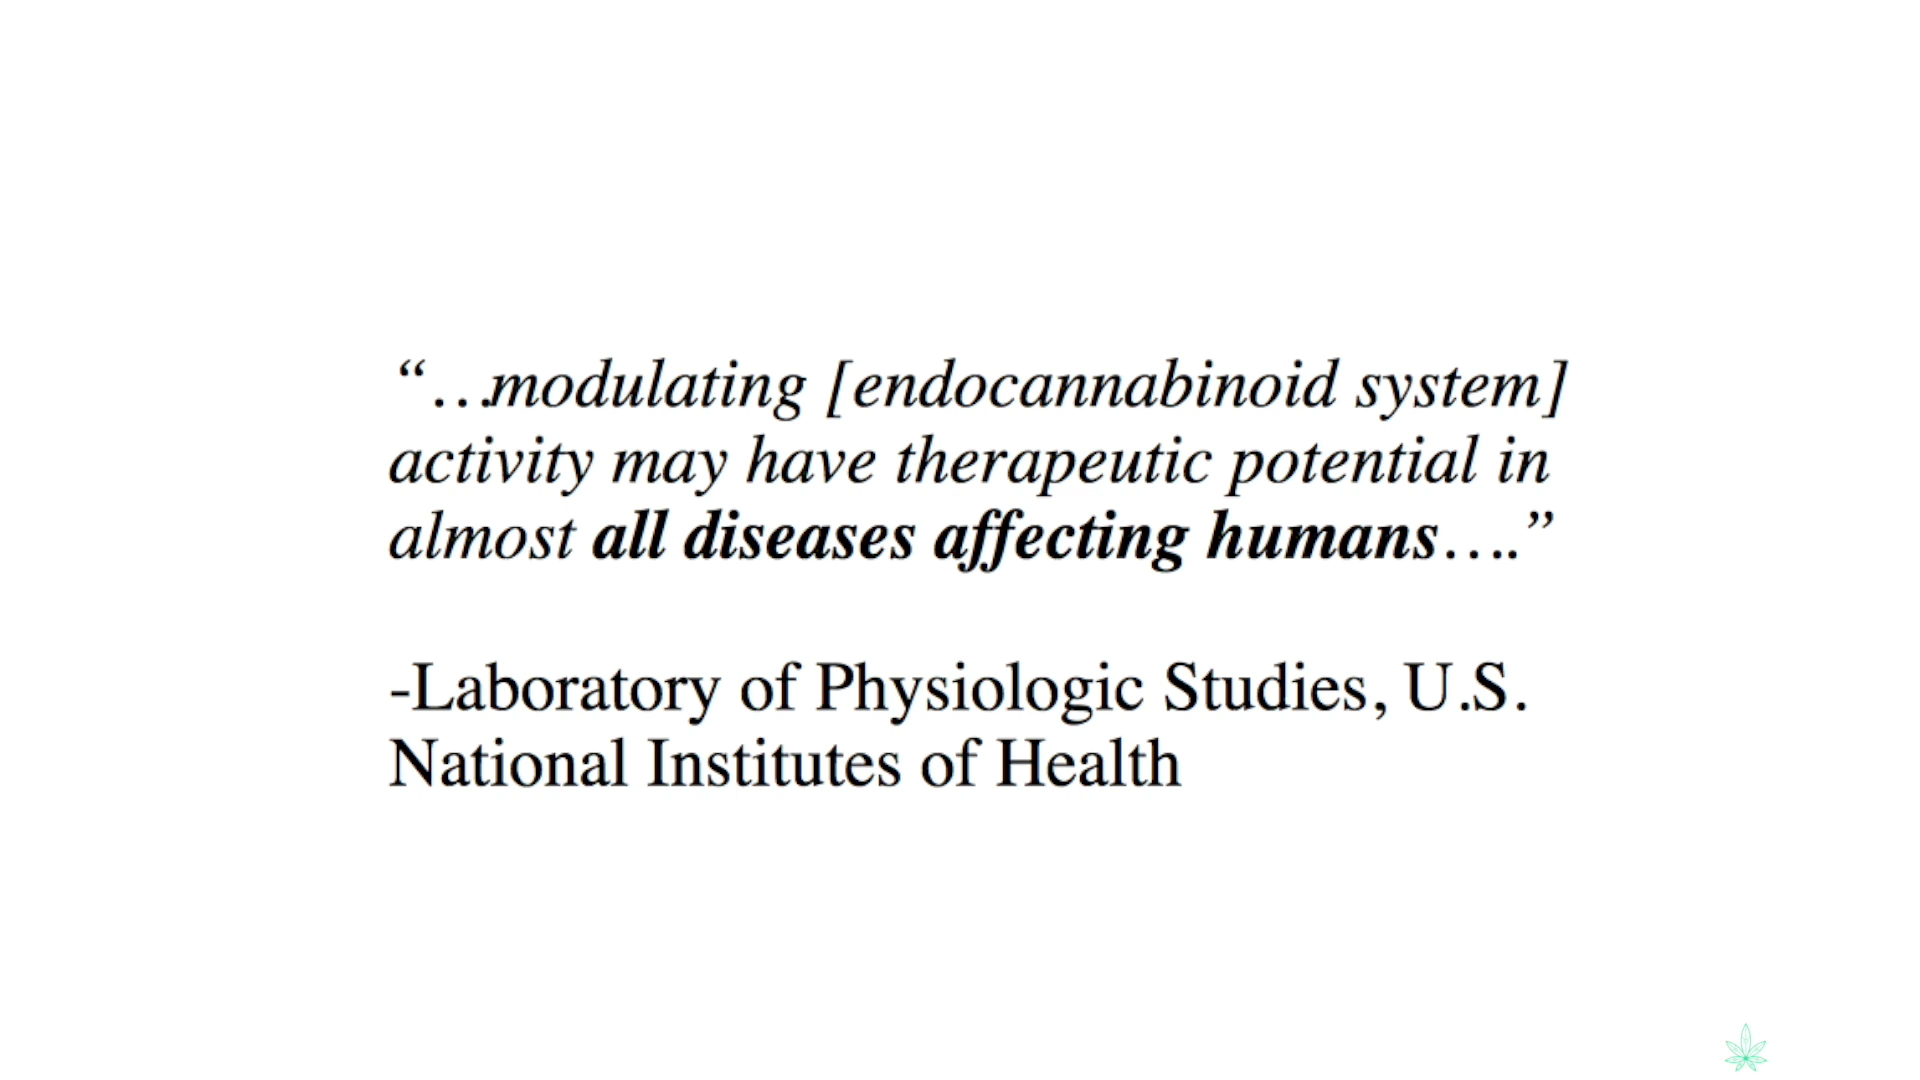 “…modulating [endocannabinoid system]
activity may have therapeutic potential in
almost all diseases affecting humans….”
-Laboratory of Physiologic Studies, U.S.
National Institutes of Health